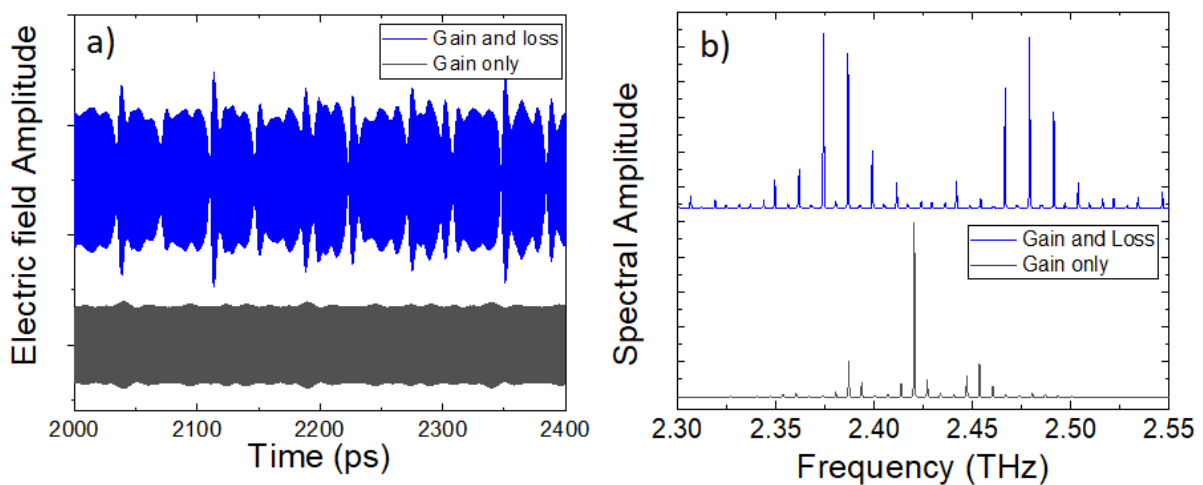 a)
Gain and loss
Gain only
Electric field Amplitude
2000 2100 2200 2300 2400
Time (ps)
b)
Gain and Loss
Gain only
Spectral Amplitude
2.30 2.35 2.40 2.45 2.50 2.55
Frequency (THz)